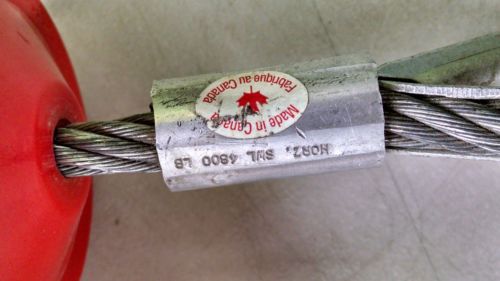 Made in Canada
Fabriqué au Canada
HORZ. SWL 4800 LB